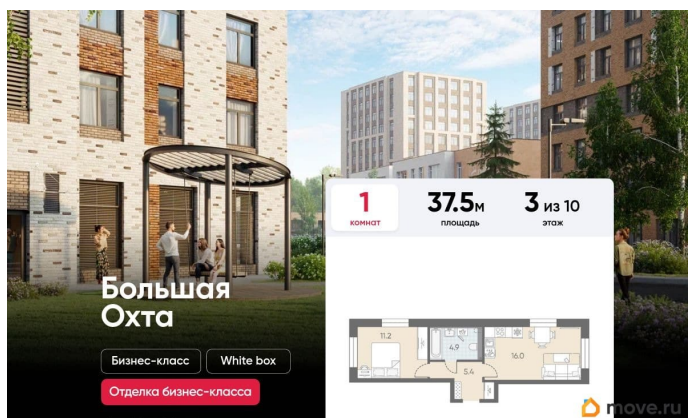 1
комнат
37.5м
площадь
3 из 10
этаж
Большая
Охта
Бизнес-класс
White box
Отделка бизнес-класса
11.2
4.9
16.0
5.4
move.ru